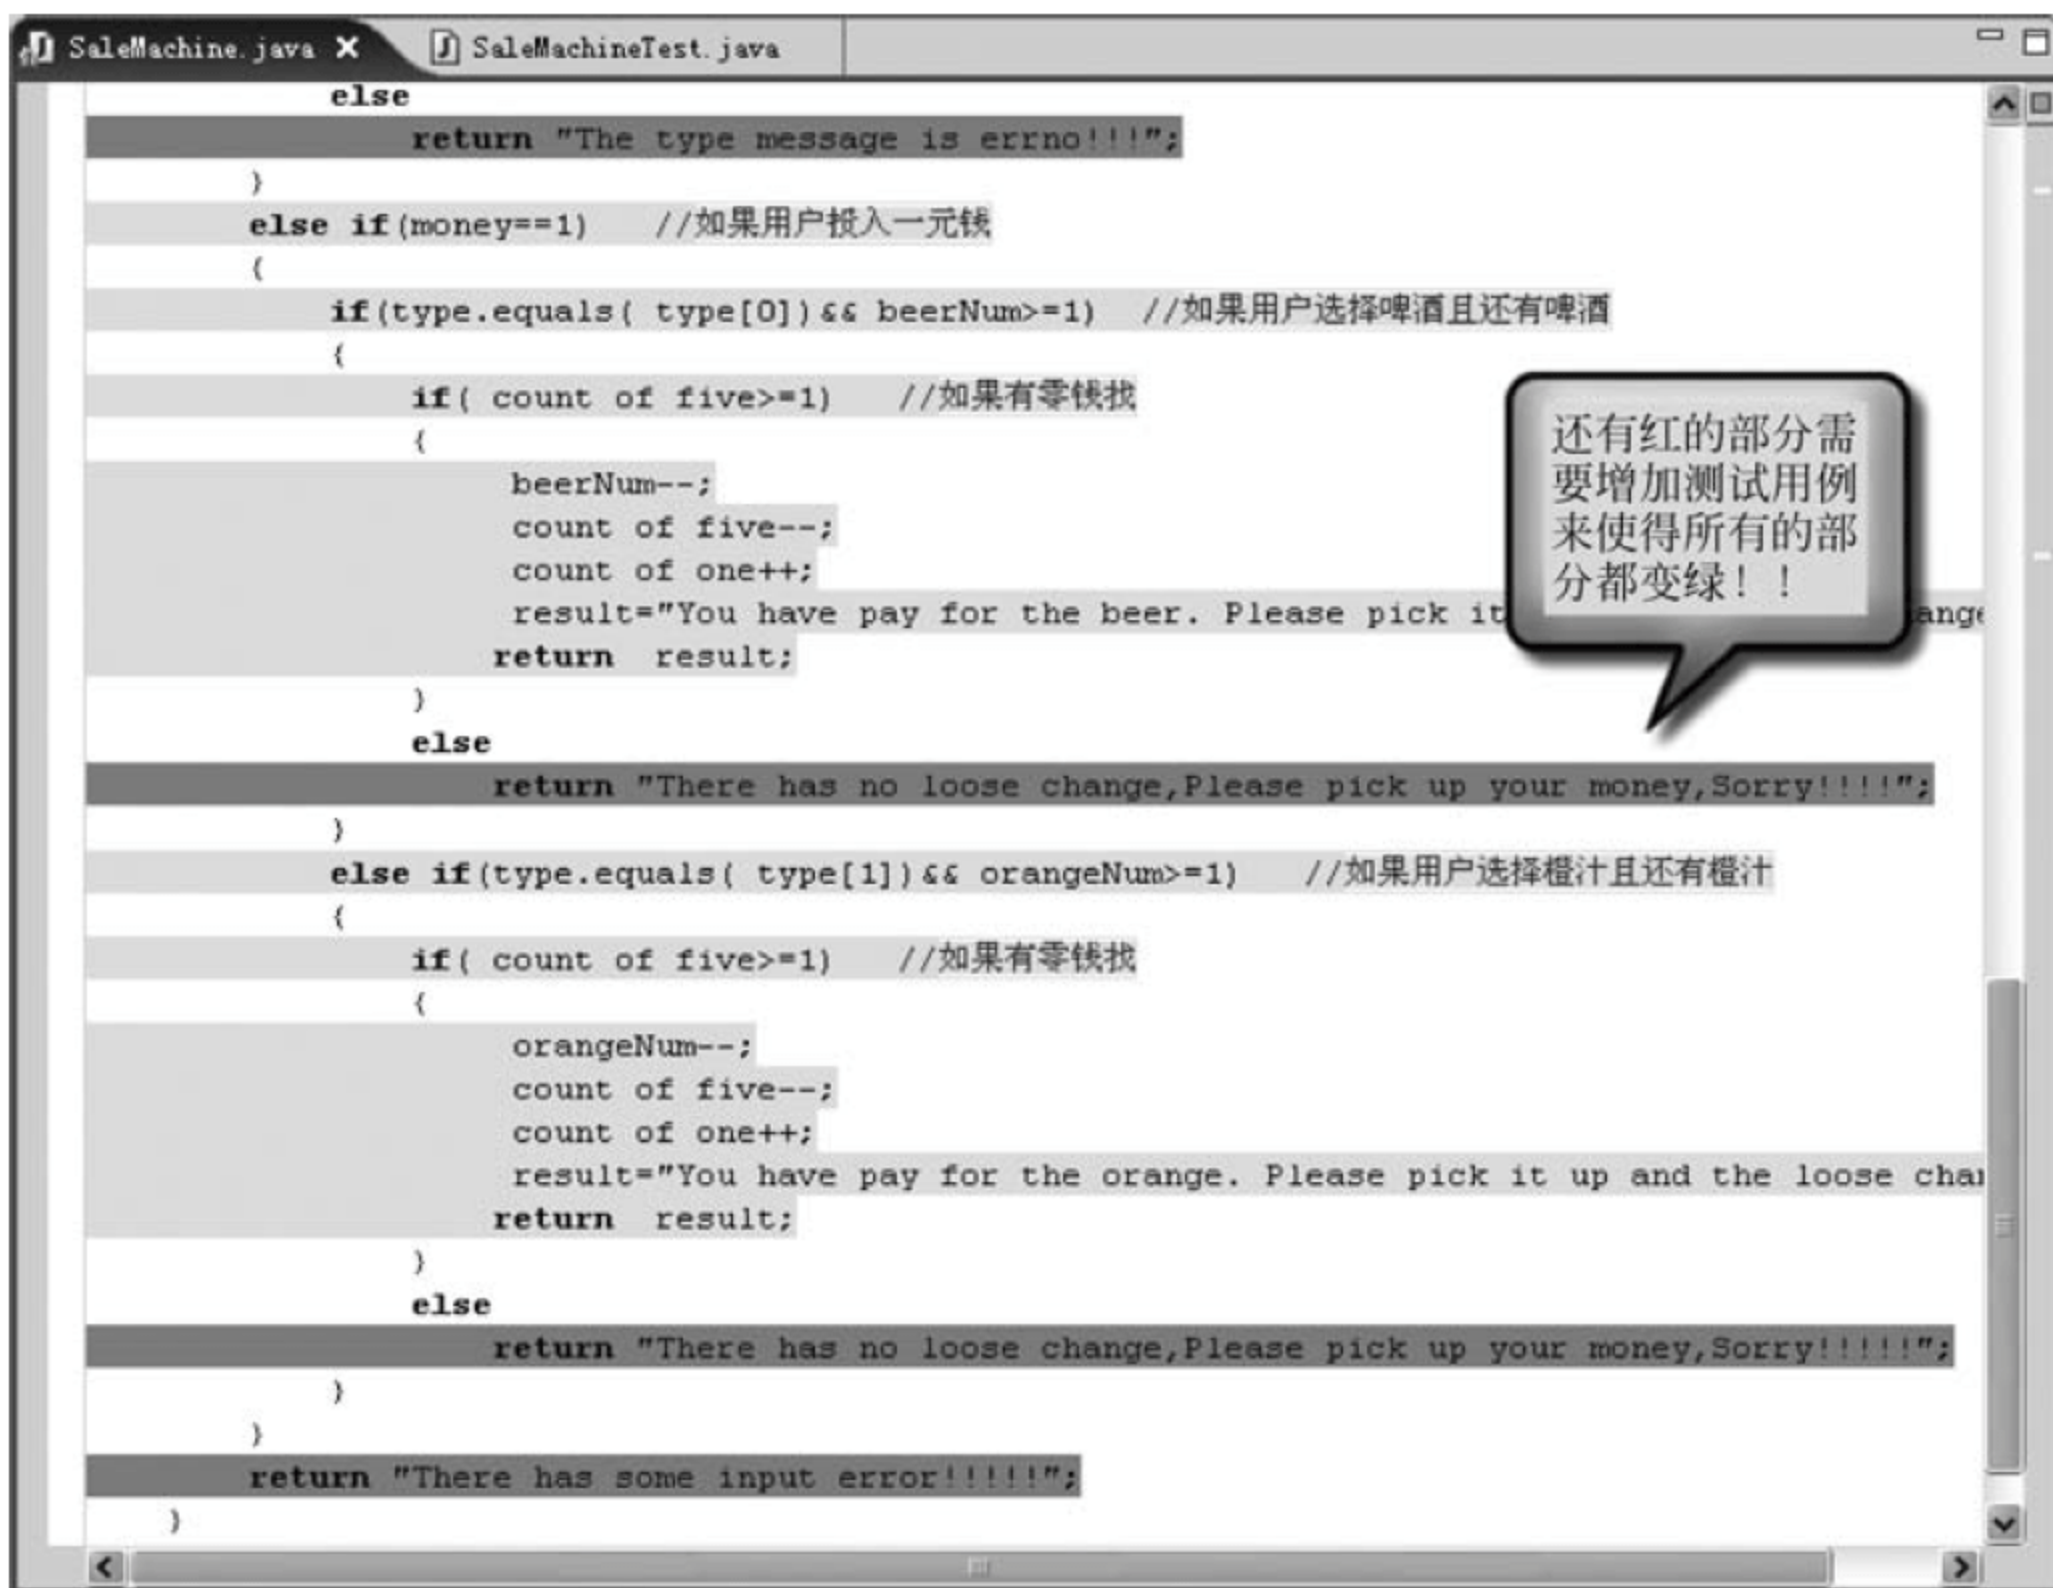 SaleMachine.java
SaleMachineTest.java
else
return "The type message is errno!!!";
}
else if(money==1) //如果用户投入一元钱
{
if(type.equals( type[0])&& beerNum>=1) //如果用户选择啤酒且还有啤酒
{
if( count of five>=1) //如果有零钱找
{
beerNum--;
count of five--;
count of one++;
result="You have pay for the beer. Please pick it
return result;
}
else
return "There has no loose change,Please pick up your money,Sorry!!!!";
}
else if(type.equals( type[1])&& orangeNum>=1) //如果用户选择橙汁且还有橙汁
{
if( count of five>=1) //如果有零钱找
{
orangeNum--;
count of five--;
count of one++;
result="You have pay for the orange. Please pick it up and the loose chan
return result;
}
else
return "There has no loose change,Please pick up your money,Sorry!!!!!";
}
}
return "There has some input error!!!!!";
}
还有红的部分需
要增加测试用例
来使得所有的部
分都变绿！！